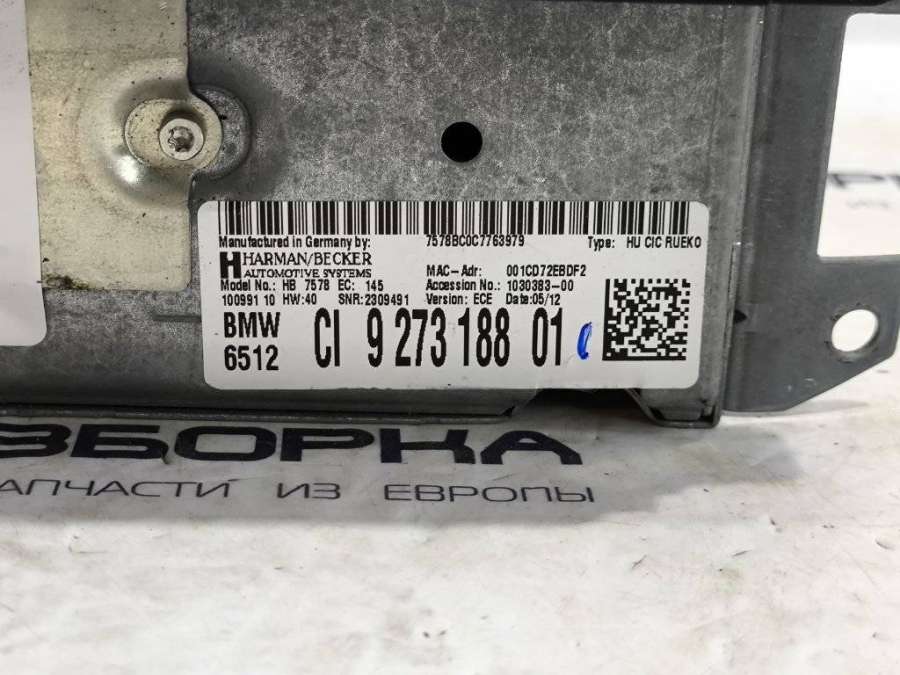 7578BC0C7763979
Manufactured in Germany by:
Type: HU CIC RUEKO
HARMAN/BECKER
AUTOMOTIVE SYSTEMS
MAC-Adr: 001CD72EBDF2
Model No.: HB 7578 EC: 145
Accession No.: 1030383-00
100991 10 HW:40 SNR:2309491 Version: ECE Date:05/12
BMW
6512
CI 9 273 188 01
ЗБОРКА
АПЧАСТИ ИЗ ЕВРОПЫ